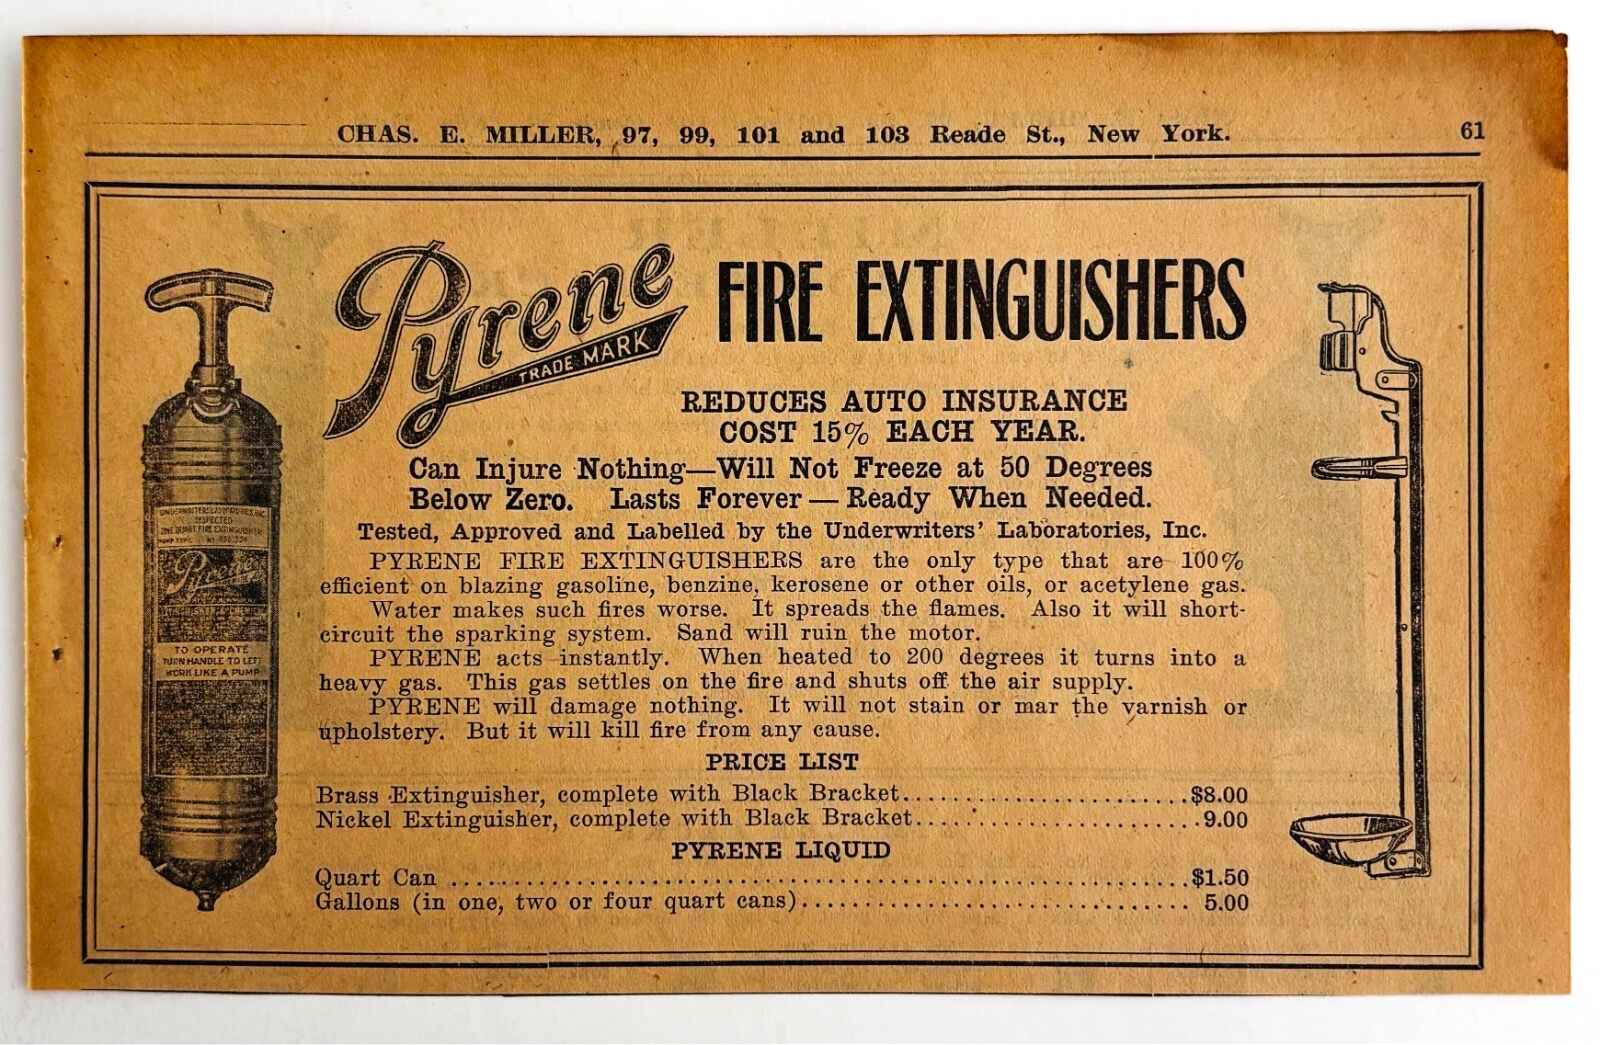 CHAS. E. MILLER, 97, 99, 101 and 103 Reade St., New York.
61
Pyrene
TRADE MARK
FIRE EXTINGUISHERS
REDUCES AUTO INSURANCE
COST 15% EACH YEAR.
Can Injure Nothing—Will Not Freeze at 50 Degrees
Below Zero. Lasts Forever — Ready When Needed.
Tested, Approved and Labelled by the Underwriters' Laboratories, Inc.
PYRENE FIRE EXTINGUISHERS are the only type that are 100%
efficient on blazing gasoline, benzine, kerosene or other oils, or acetylene gas.
Water makes such fires worse. It spreads the flames. Also it will short-
circuit the sparking system. Sand will ruin the motor.
PYRENE acts instantly. When heated to 200 degrees it turns into a
heavy gas. This gas settles on the fire and shuts off the air supply.
PYRENE will damage nothing. It will not stain or mar the varnish or
upholstery. But it will kill fire from any cause.
PRICE LIST
Brass Extinguisher, complete with Black Bracket........................$8.00
Nickel Extinguisher, complete with Black Bracket........................9.00
PYRENE LIQUID
Quart Can ..............................................................$1.50
Gallons (in one, two or four quart cans)................................ 5.00
UNDERWRITERS LABORATORIES, INC.
INSPECTED
ONE QUART FIRE EXTINGUISHER
Pyrene
TO OPERATE
TURN HANDLE TO LEFT
WORK LIKE A PUMP